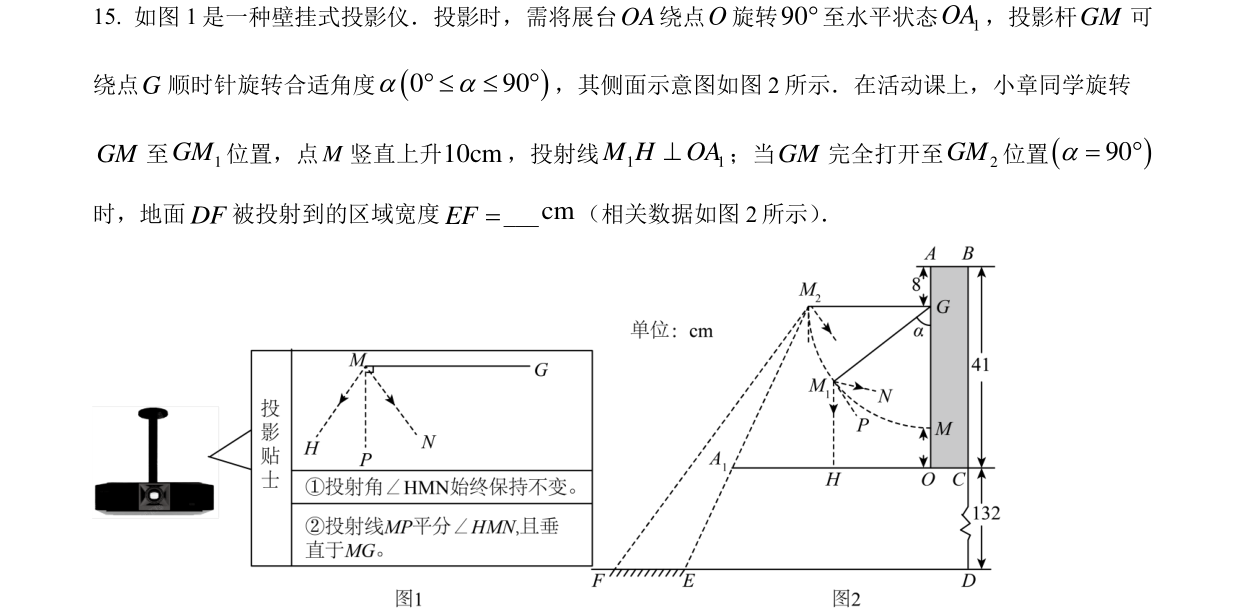 15. 如图 1 是一种壁挂式投影仪．投影时，需将展台 OA 绕点 O 旋转 90° 至水平状态 OA₁，投影杆 GM 可
绕点 G 顺时针旋转合适角度 α(0°≤α≤90°)，其侧面示意图如图 2 所示．在活动课上，小章同学旋转
GM 至 GM₁ 位置，点 M 竖直上升 10cm，投射线 M₁H ⊥ OA₁；当 GM 完全打开至 GM₂ 位置(α=90°)
时，地面 DF 被投射到的区域宽度 EF =___cm（相关数据如图 2 所示）．
A B
8
M₂
G
单位：cm
α
M
G
41
M₁
N
投影贴士
P
M
H
N
P
A₁
H
O C
①投射角∠HMN始终保持不变。
132
②投射线MP平分∠HMN,且垂
直于MG。
F
E
D
图1
图2